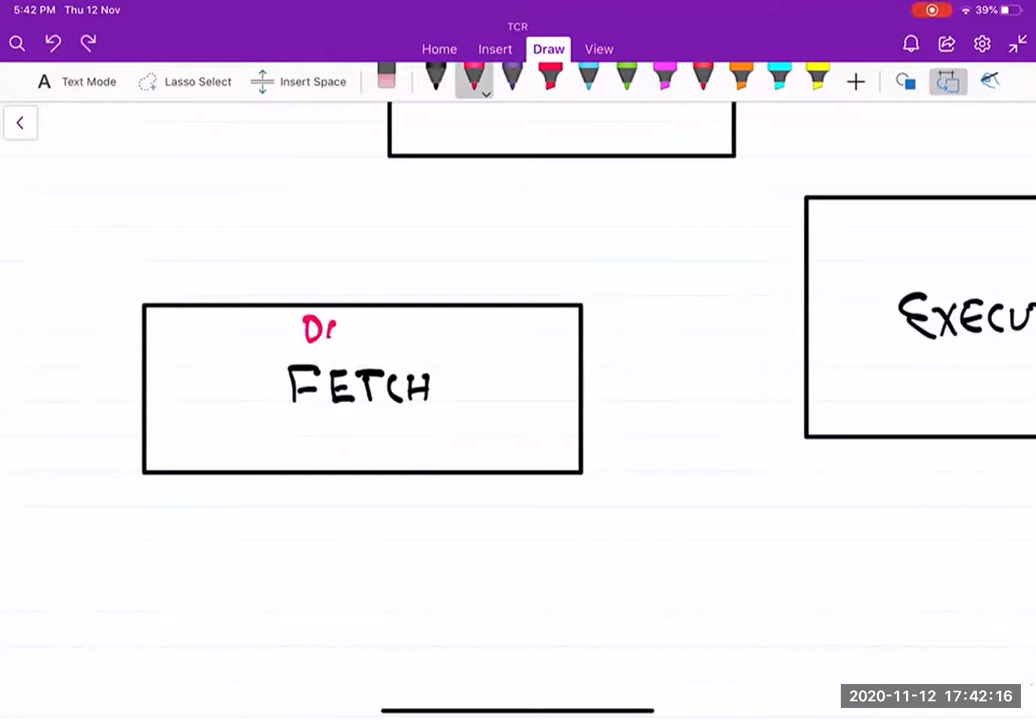 5:42 PM Thu 12 Nov
39%
TCR
Home Insert Draw View
A Text Mode Lasso Select Insert Space
EXECU
FETCH
2020-11-12 17:42:16